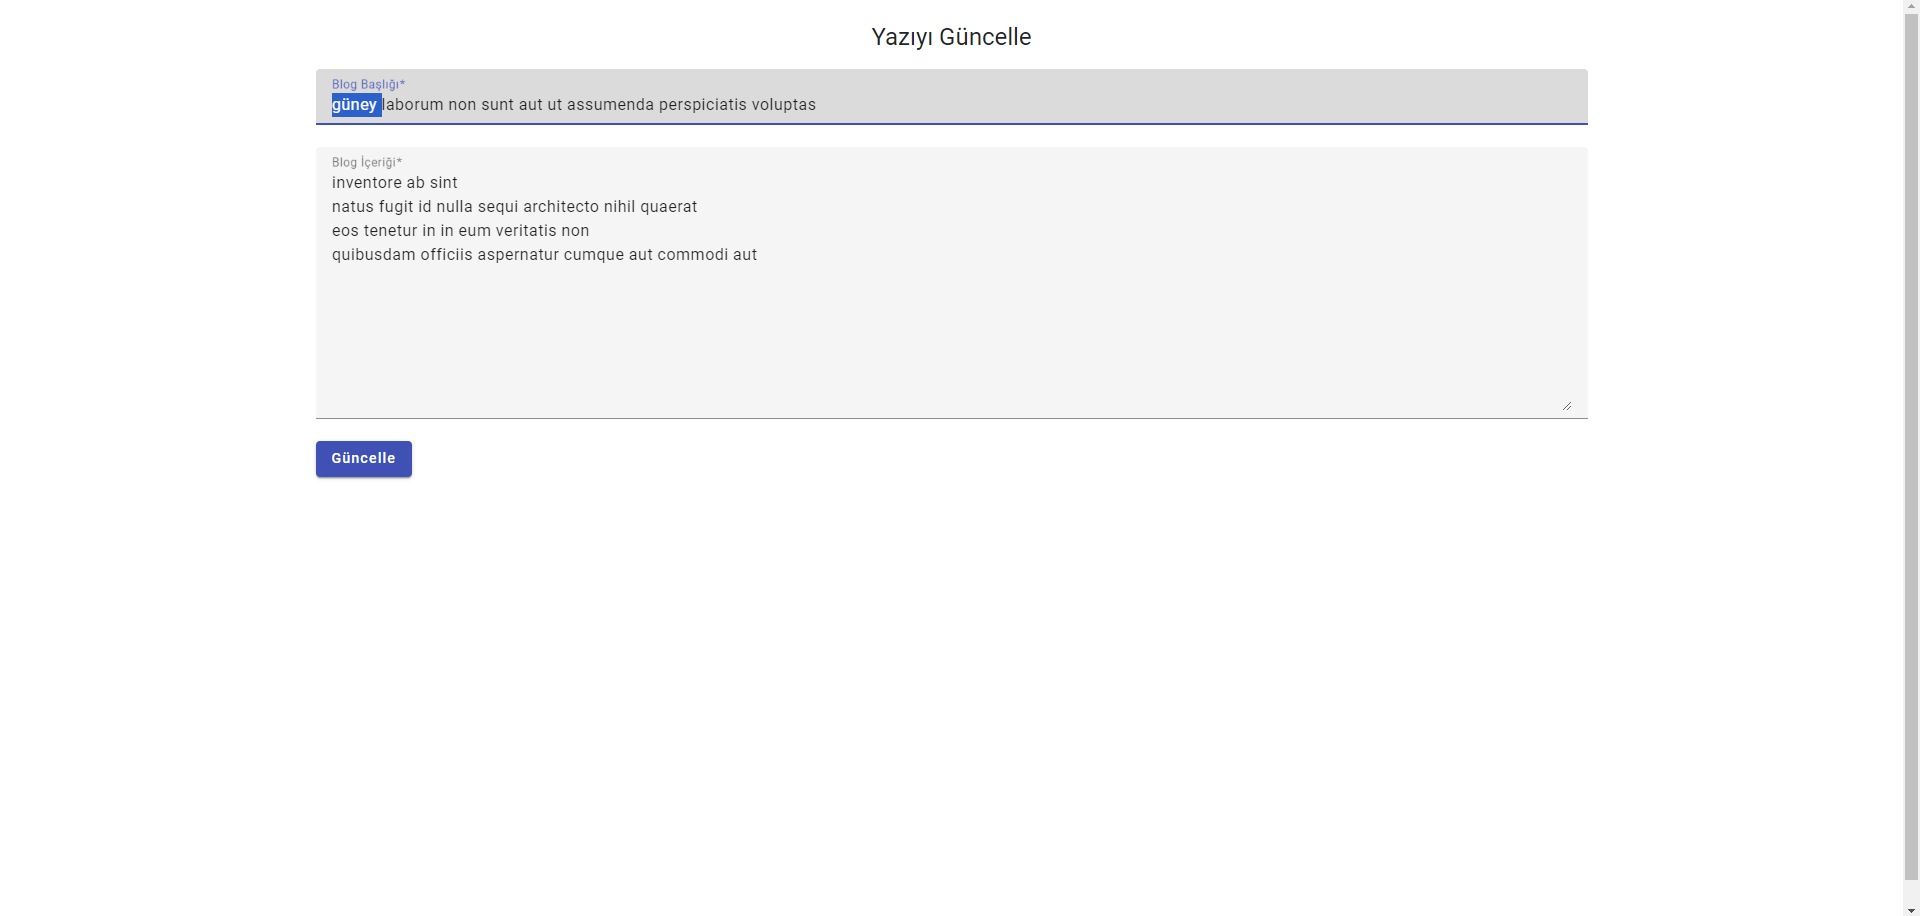 Yazıyı Güncelle
Blog Başlığı*
güney laborum non sunt aut ut assumenda perspiciatis voluptas
Blog İçeriği*
inventore ab sint
natus fugit id nulla sequi architecto nihil quaerat
eos tenetur in in eum veritatis non
quibusdam officiis aspernatur cumque aut commodi aut
Güncelle